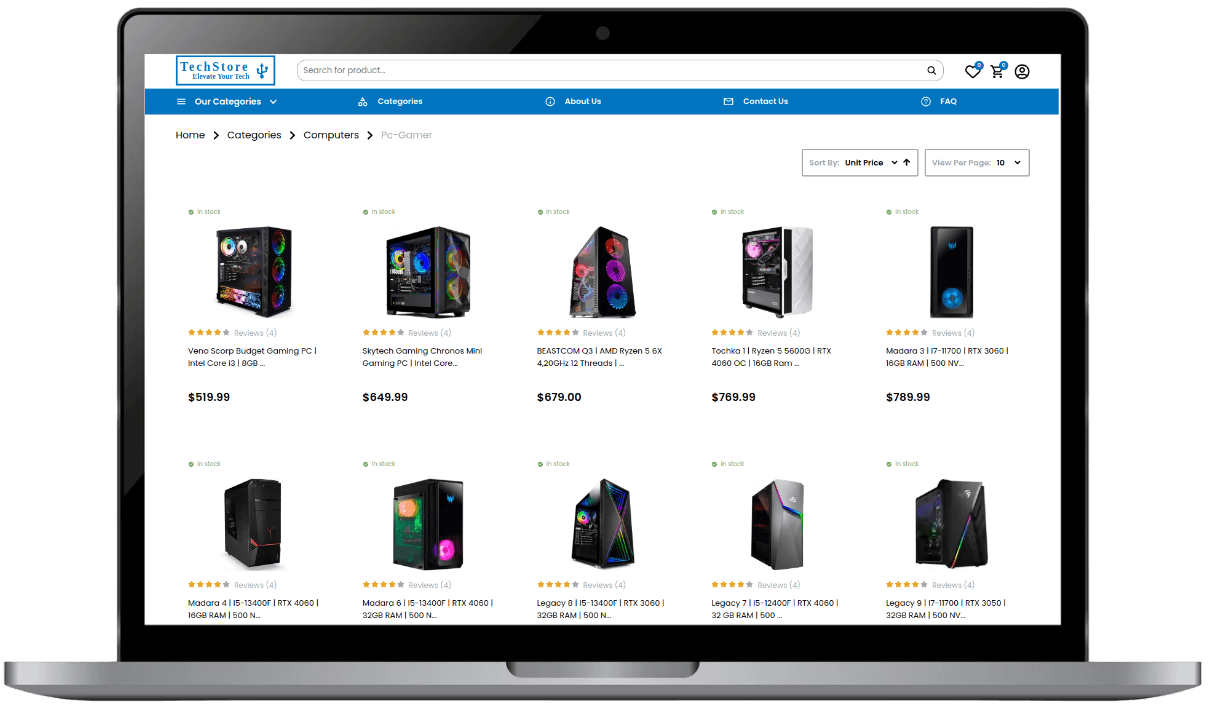 TechStore
Elevate Your Tech
Search for product...
0
0
Our Categories
Categories
About Us
Contact Us
FAQ
Home
Categories
Computers
Pc-Gamer
Sort By: Unit Price
View Per Page: 10
In stock
In stock
In stock
In stock
In stock
Reviews (4)
Reviews (4)
Reviews (4)
Reviews (4)
Reviews (4)
Veno Scorp Budget Gaming PC |
Intel Core i3 | 8GB ...
Skytech Gaming Chronos Mini
Gaming PC | Intel Core...
BEASTCOM Q3 | AMD Ryzen 5 6X
4,20GHz 12 Threads | ...
Tochka 1 | Ryzen 5 5600G | RTX
4060 OC | 16GB Ram ...
Madara 3 | I7-11700 | RTX 3060 |
16GB RAM | 500 NV...
$519.99
$649.99
$679.00
$769.99
$789.99
In stock
In stock
In stock
In stock
In stock
Reviews (4)
Reviews (4)
Reviews (4)
Reviews (4)
Reviews (4)
Madara 4 | I5-13400F | RTX 4060 |
16GB RAM | 500 N...
Madara 6 | I5-13400F | RTX 4060 |
32GB RAM | 500 N...
Legacy 8 | I5-13400F | RTX 3060 |
32GB RAM | 500 N...
Legacy 7 | I5-12400F | RTX 4060 |
32 GB RAM | 500 ...
Legacy 9 | I7-11700 | RTX 3050 |
32GB RAM | 500 NV...